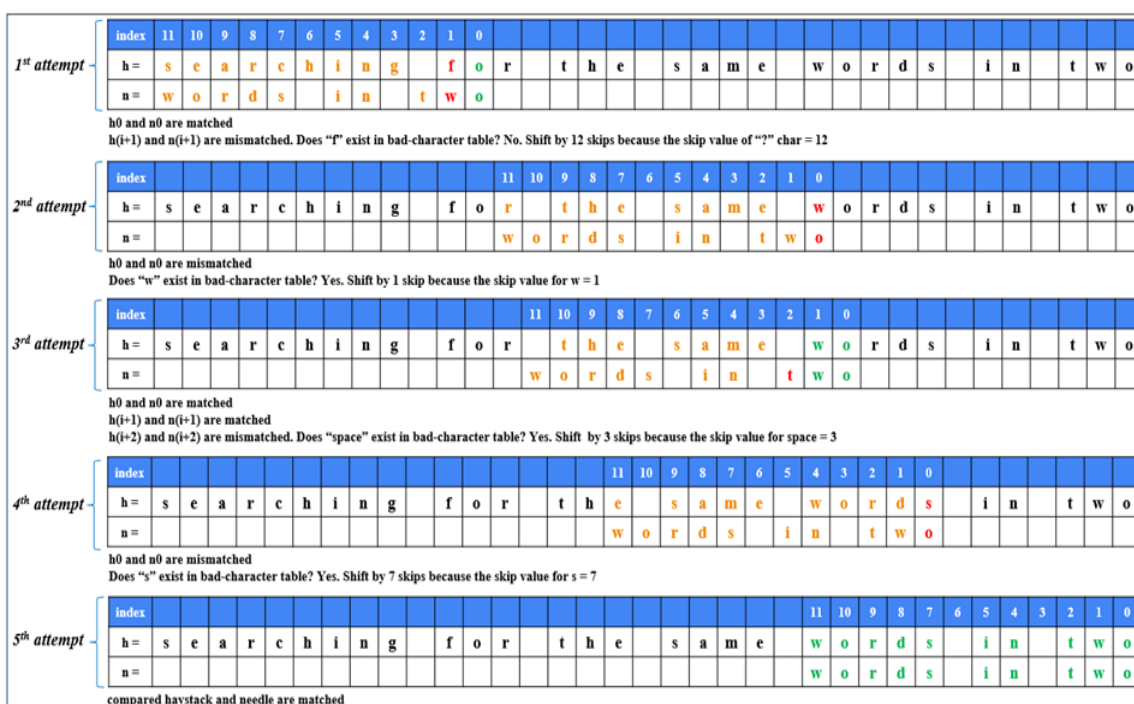 index 11 10 9 8 7 6 5 4 3 2 1 0
1st attempt h = s e a r c h i n g f o r t h e s a m e w o r d s i n t w o
n = w o r d s i n t w o
h0 and n0 are matched
h(i+1) and n(i+1) are mismatched. Does “f” exist in bad-character table? No. Shift by 12 skips because the skip value of “?” char = 12
index 11 10 9 8 7 6 5 4 3 2 1 0
2nd attempt h = s e a r c h i n g f o r t h e s a m e w o r d s i n t w o
n = w o r d s i n t w o
h0 and n0 are mismatched
Does “w” exist in bad-character table? Yes. Shift by 1 skip because the skip value for w = 1
index 11 10 9 8 7 6 5 4 3 2 1 0
3rd attempt h = s e a r c h i n g f o r t h e s a m e w o r d s i n t w o
n = w o r d s i n t w o
h0 and n0 are matched
h(i+1) and n(i+1) are matched
h(i+2) and n(i+2) are mismatched. Does “space” exist in bad-character table? Yes. Shift by 3 skips because the skip value for space = 3
index 11 10 9 8 7 6 5 4 3 2 1 0
4th attempt h = s e a r c h i n g f o r t h e s a m e w o r d s i n t w o
n = w o r d s i n t w o
h0 and n0 are mismatched
Does “s” exist in bad-character table? Yes. Shift by 7 skips because the skip value for s = 7
index 11 10 9 8 7 6 5 4 3 2 1 0
5th attempt h = s e a r c h i n g f o r t h e s a m e w o r d s i n t w o
n = w o r d s i n t w o
compared haystack and needle are matched